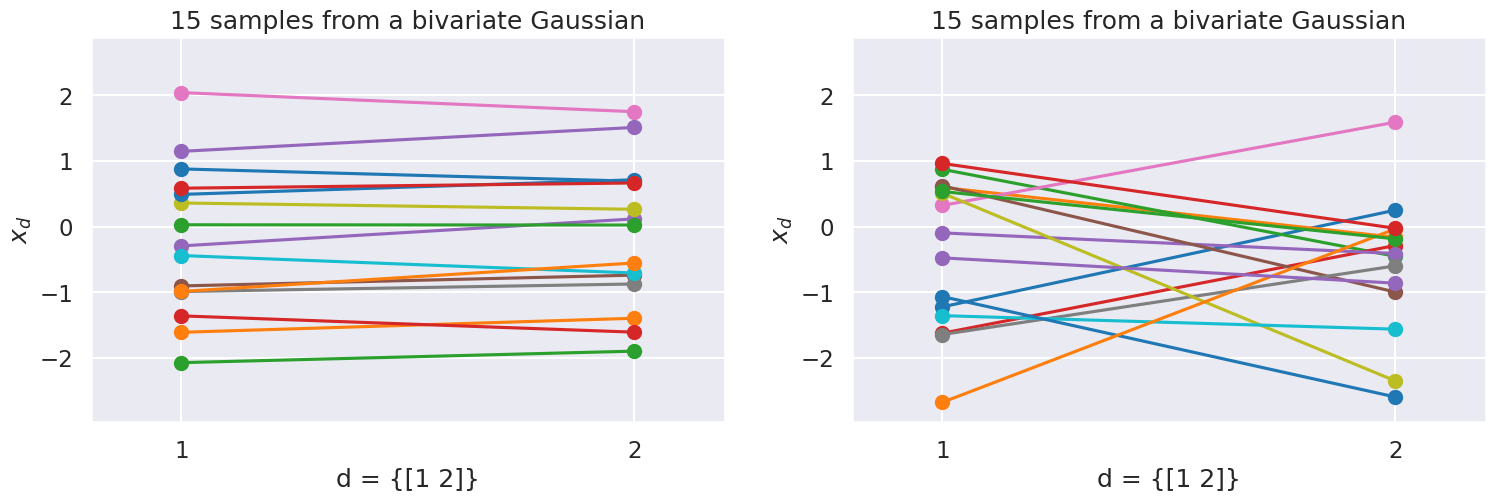 15 samples from a bivariate Gaussian
2
1
0
−1
−2
x_d
1 2
d = {[1 2]}
15 samples from a bivariate Gaussian
2
1
0
−1
−2
x_d
1 2
d = {[1 2]}